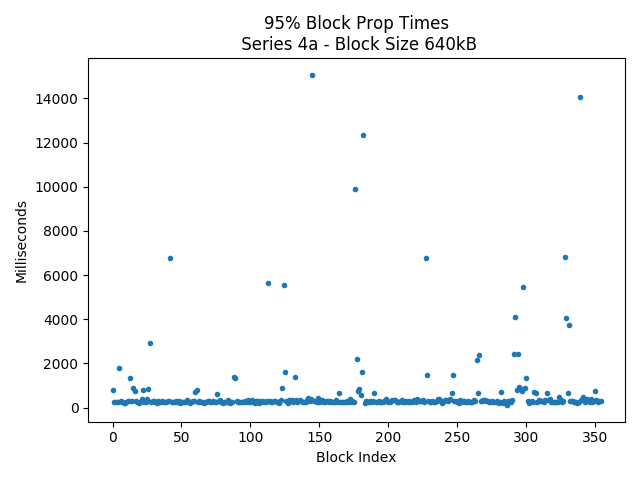 95% Block Prop Times
Series 4a - Block Size 640kB
14000
12000
10000
8000
6000
4000
2000
0
Milliseconds
0 50 100 150 200 250 300 350
Block Index